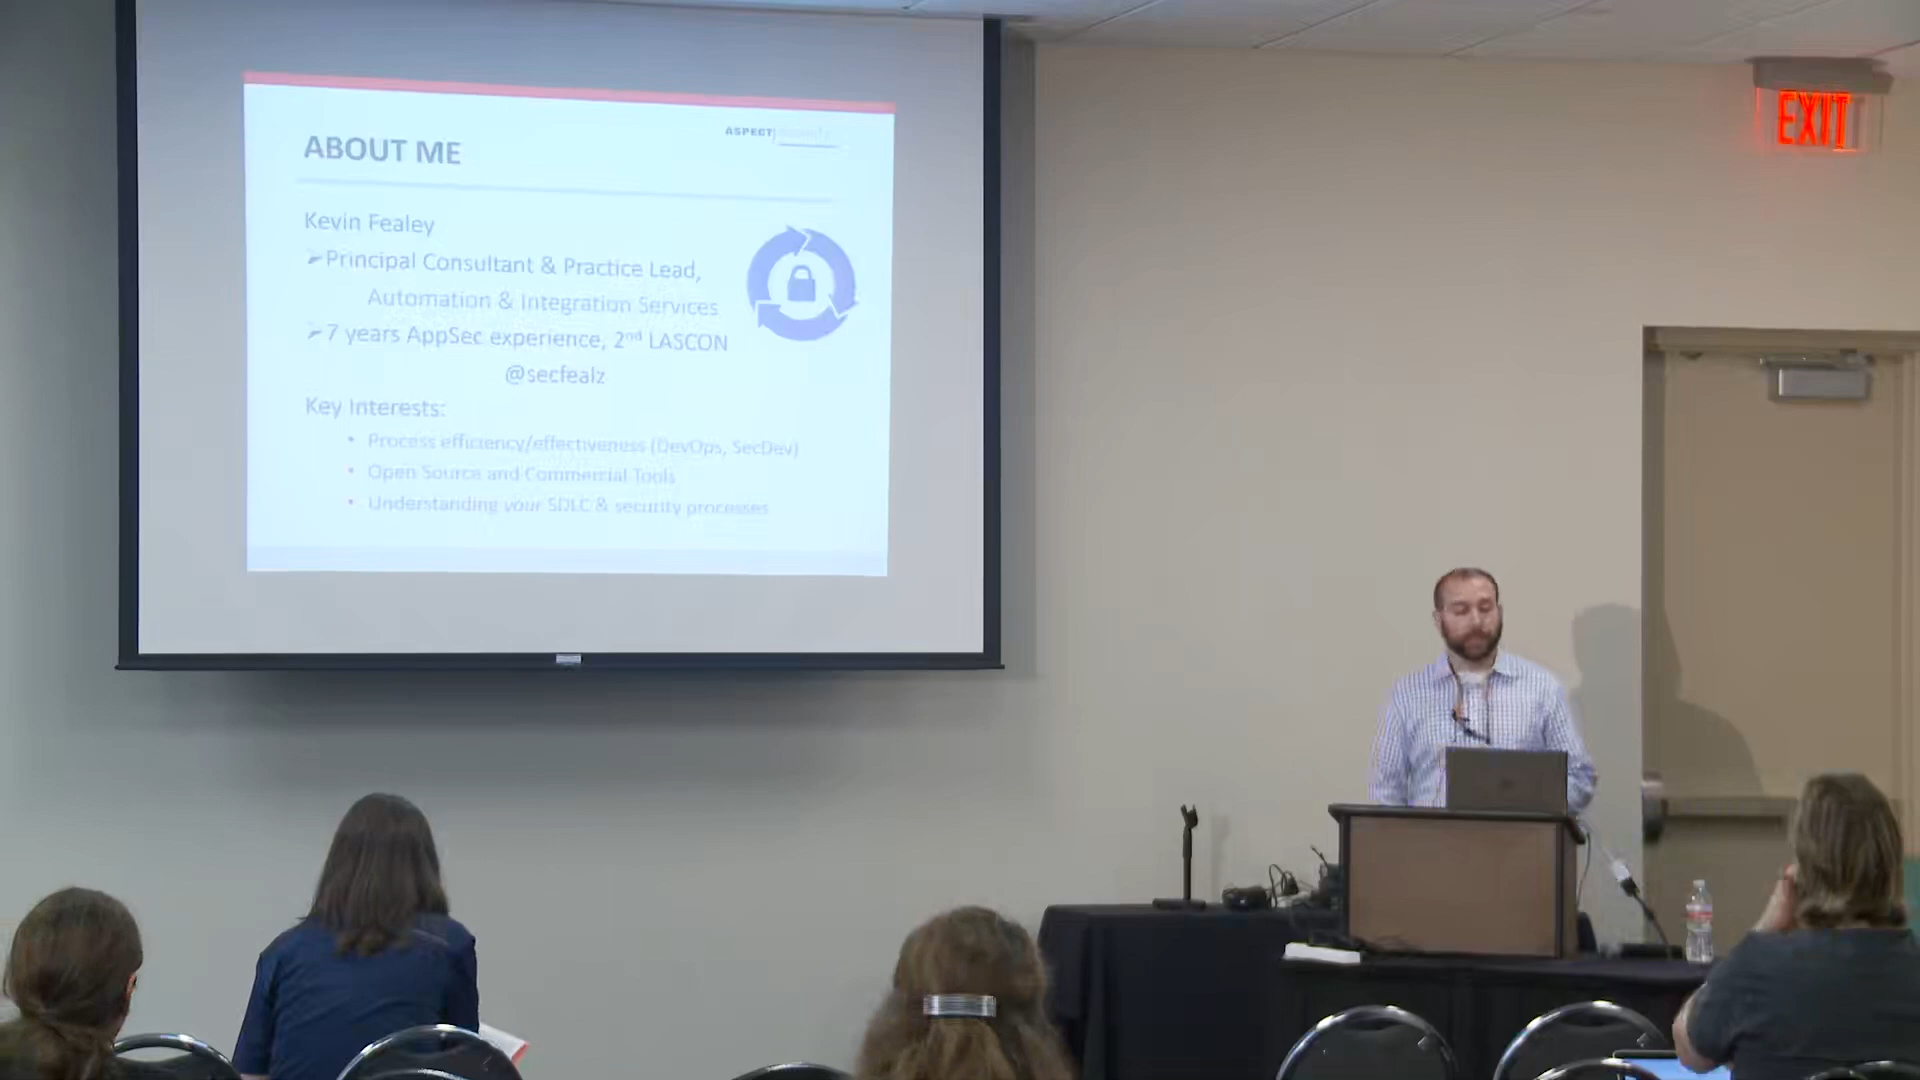 ASPECT
ABOUT ME
Kevin Fealey
➢Principal Consultant & Practice Lead,
Automation & Integration Services
➢7 years AppSec experience, 2nd LASCON
@secfealz
Key Interests:
• Process efficiency/effectiveness (DevOps, SecDev)
• Open Source and Commercial Tools
• Understanding your SDLC & security processes
EXIT